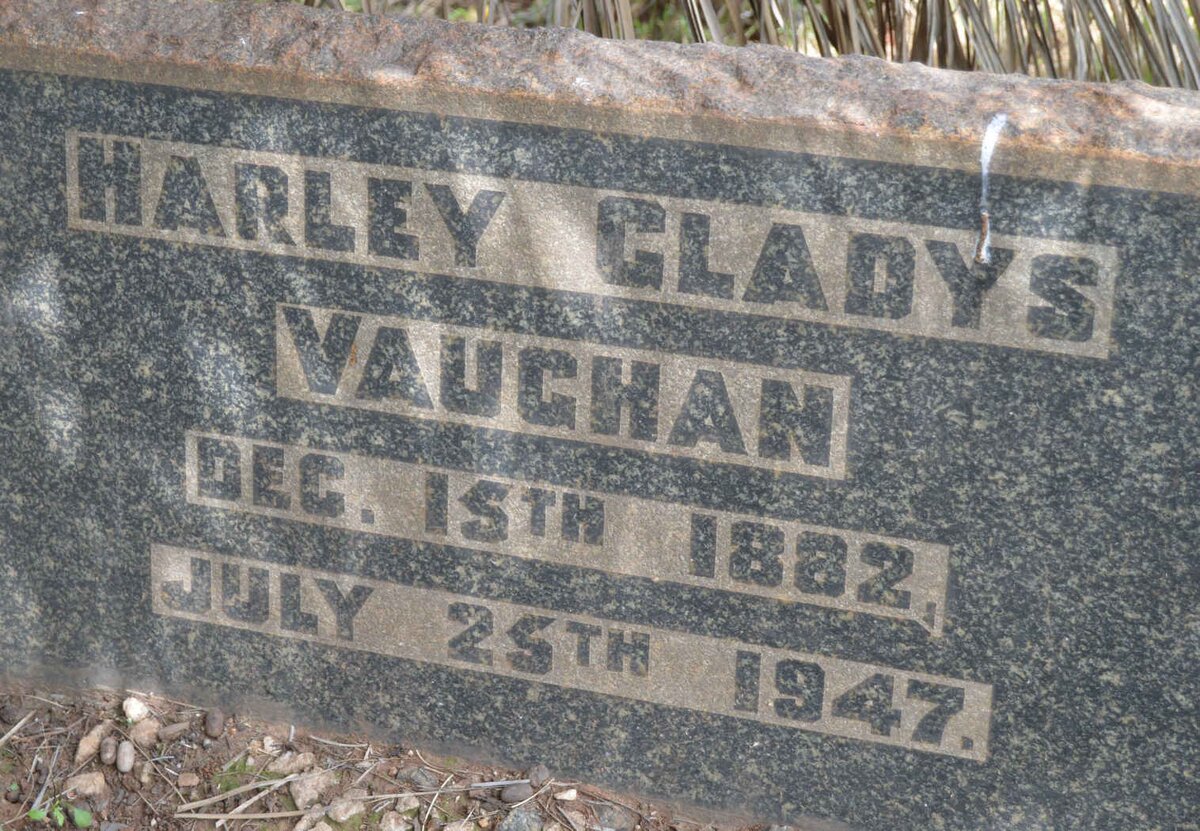 HARLEY GLADYS
VAUGHAN
DEC. 15TH 1882,
JULY 25TH 1947.